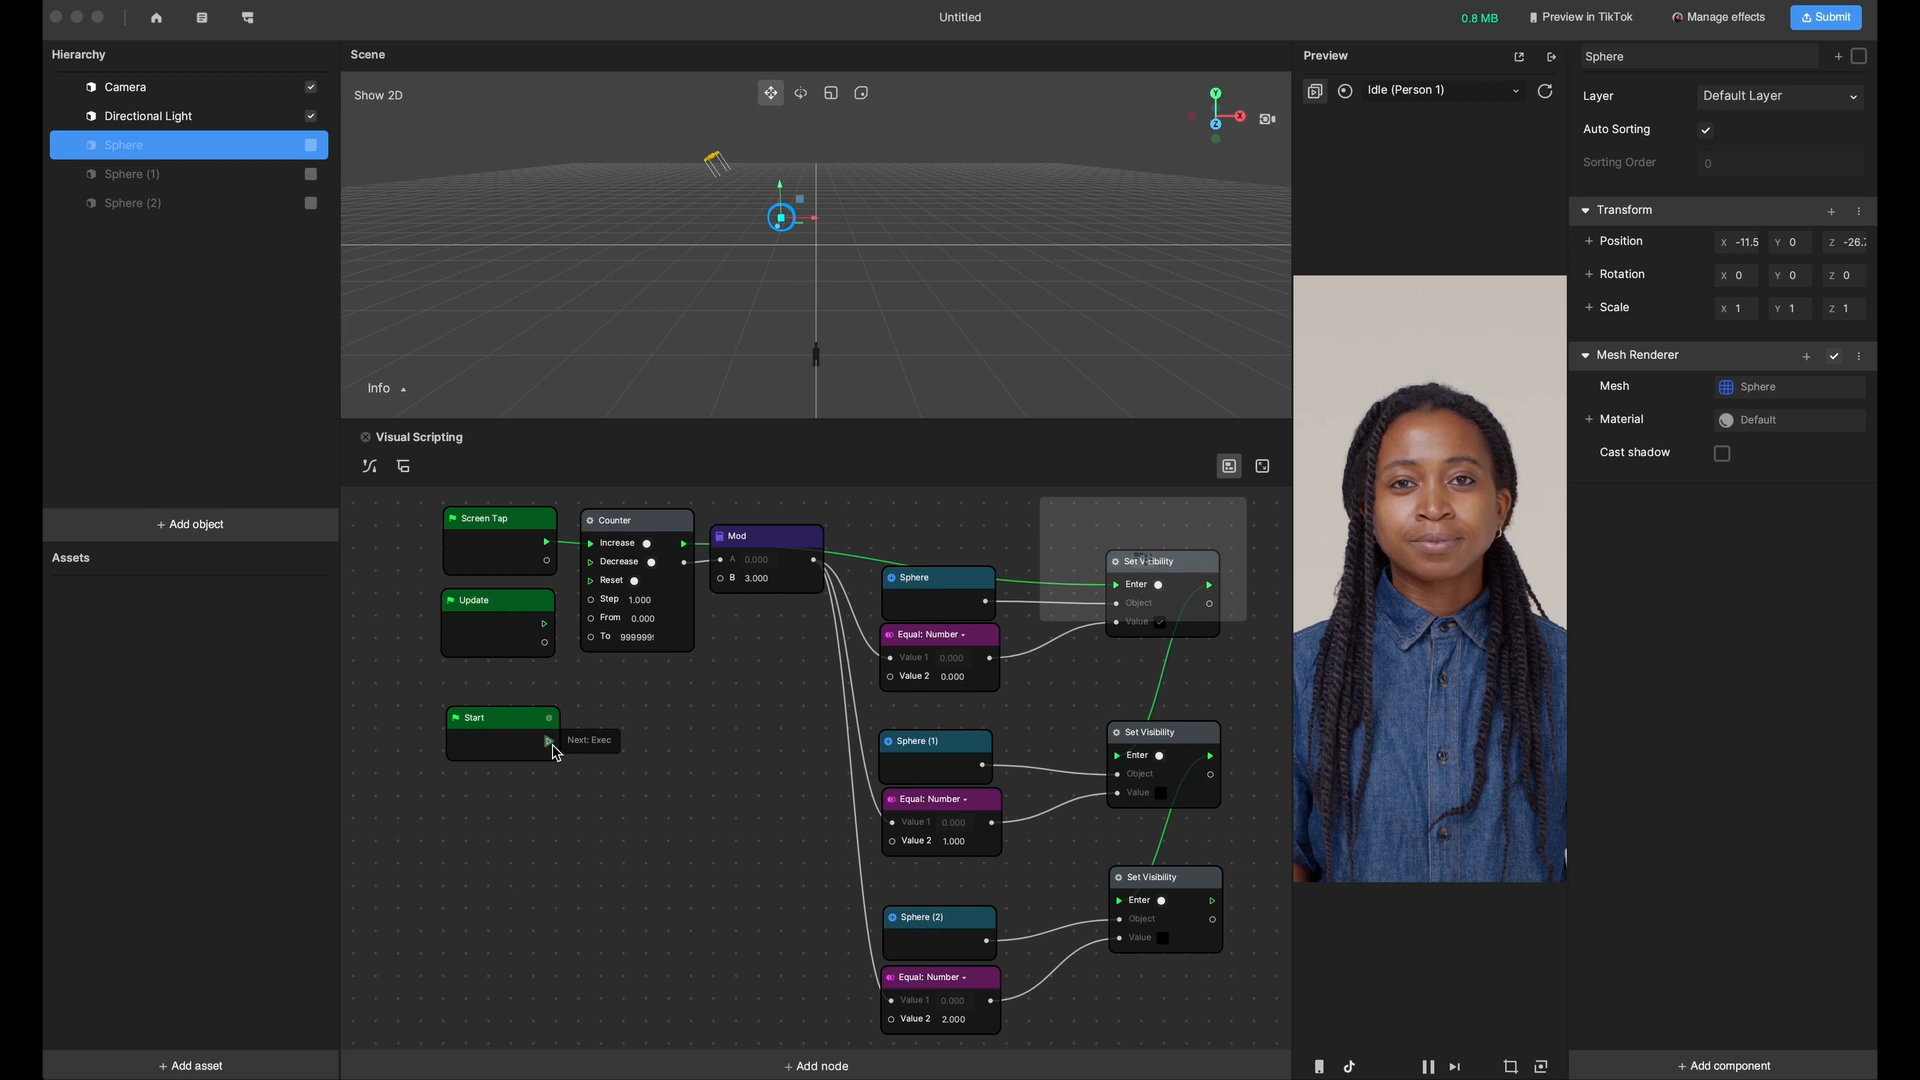 Untitled
0.8 MB
Preview in TikTok
Manage effects
Submit
Hierarchy
Camera
Directional Light
Sphere
Sphere (1)
Sphere (2)
+ Add object
Assets
+ Add asset
Scene
Show 2D
Y
X
Z
Info
Visual Scripting
Screen Tap
Update
Start
Next: Exec
Counter
Increase
Decrease
Reset
Step 1.000
From 0.000
To 9999999
Mod
A 0.000
B 3.000
Sphere
Equal: Number
Value 1 0.000
Value 2 0.000
Sphere (1)
Equal: Number
Value 1 0.000
Value 2 1.000
Sphere (2)
Equal: Number
Value 1 0.000
Value 2 2.000
Set Visibility
Enter
Object
Value
Set Visibility
Enter
Object
Value
Set Visibility
Enter
Object
Value
+ Add node
Preview
Idle (Person 1)
Sphere
Layer Default Layer
Auto Sorting
Sorting Order 0
Transform
+ Position X -11.5 Y 0 Z -26.
+ Rotation X 0 Y 0 Z 0
+ Scale X 1 Y 1 Z 1
Mesh Renderer
Mesh Sphere
+ Material Default
Cast shadow
+ Add component